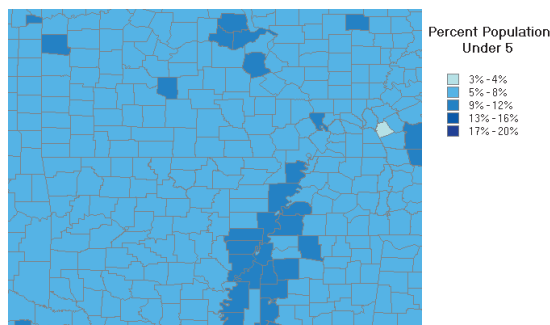 Percent Population
Under 5
3% - 4%
5% - 8%
9% - 12%
13% - 16%
17% - 20%